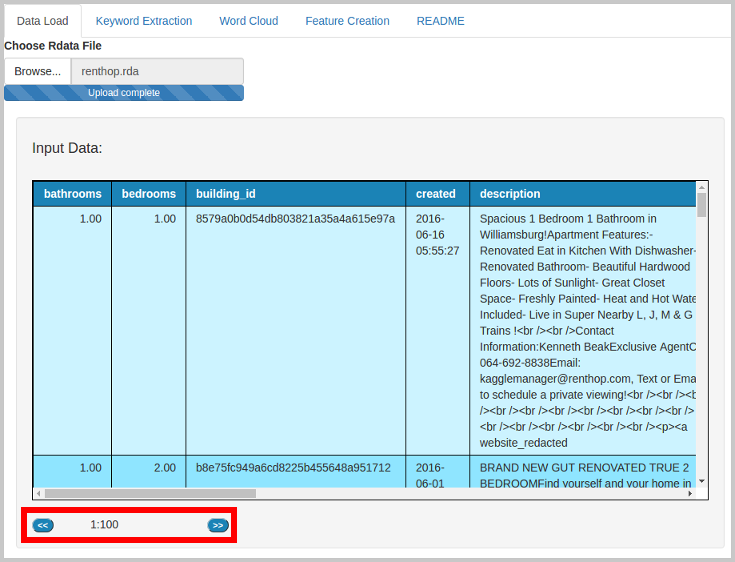 Data Load Keyword Extraction Word Cloud Feature Creation README
Choose Rdata File
Browse... renthop.rda
Upload complete
Input Data:
bathrooms bedrooms building_id created description
1.00 1.00 8579a0b0d54db803821a35a4a615e97a 2016-06-16 05:55:27
Spacious 1 Bedroom 1 Bathroom in
Williamsburg!Apartment Features:-
Renovated Eat in Kitchen With Dishwasher-
Renovated Bathroom- Beautiful Hardwood
Floors- Lots of Sunlight- Great Closet
Space- Freshly Painted- Heat and Hot Wate
Included- Live in Super Nearby L, J, M & G
Trains !<br /><br />Contact
Information:Kenneth BeakExclusive AgentC
064-692-8838Email:
kagglemanager@renthop.com, Text or Ema
to schedule a private viewing!<br /><br /><b
/><br /><br /><br /><br /><br /><br /><br />
<br /><br /><br /><br /><br /><br /><p><a
website_redacted
1.00 2.00 b8e75fc949a6cd8225b455648a951712 2016-06-01
BRAND NEW GUT RENOVATED TRUE 2
BEDROOMFind yourself and your home in
<< 1:100 >>